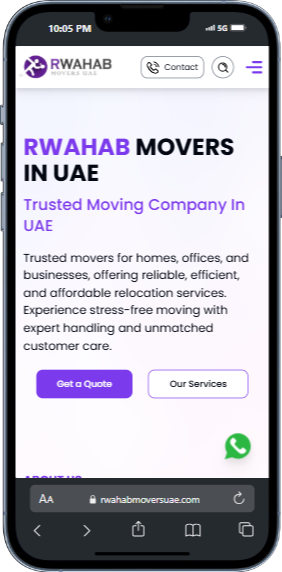 10:05 PM
5G
RWAHAB
MOVERS UAE
Contact
RWAHAB MOVERS
IN UAE
Trusted Moving Company In
UAE
Trusted movers for homes, offices, and
businesses, offering reliable, efficient,
and affordable relocation services.
Experience stress-free moving with
expert handling and unmatched
customer care.
Get a Quote
Our Services
ABOUT US
AA
rwahabmoversuae.com